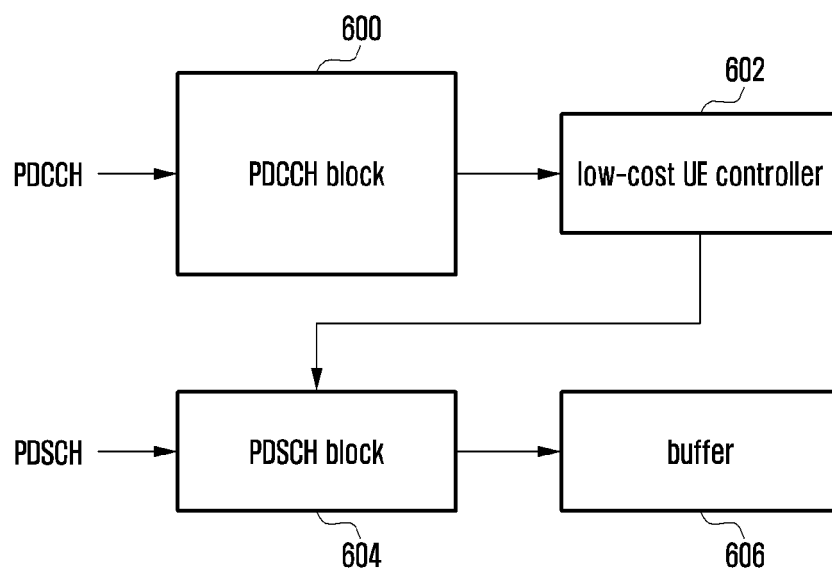 600
602
PDCCH
PDCCH block
low-cost UE controller
PDSCH
PDSCH block
buffer
604
606